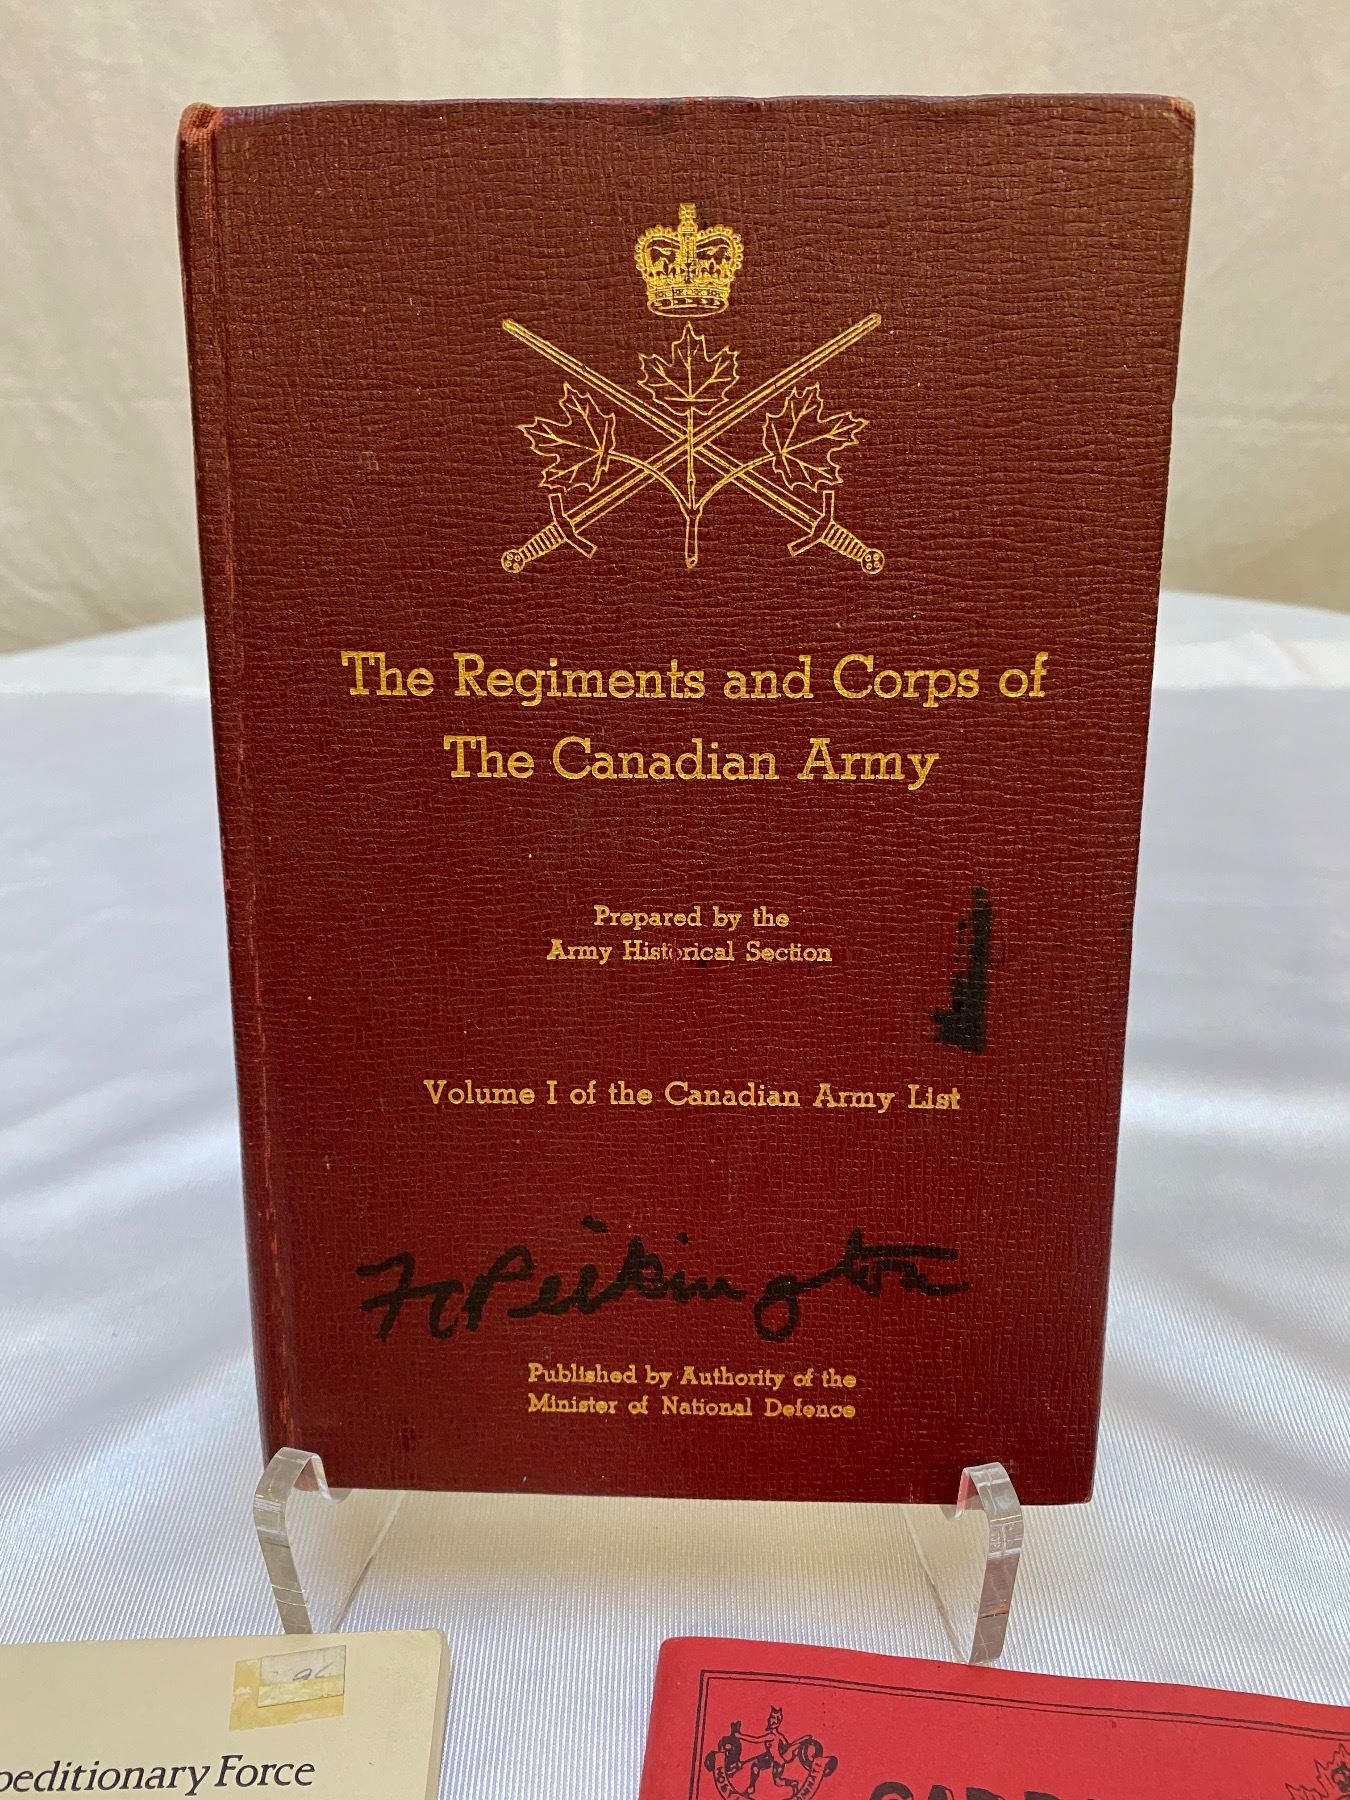 The Regiments and Corps of
The Canadian Army
Prepared by the
Army Historical Section
Volume I of the Canadian Army List
Published by Authority of the
Minister of National Defence
Force